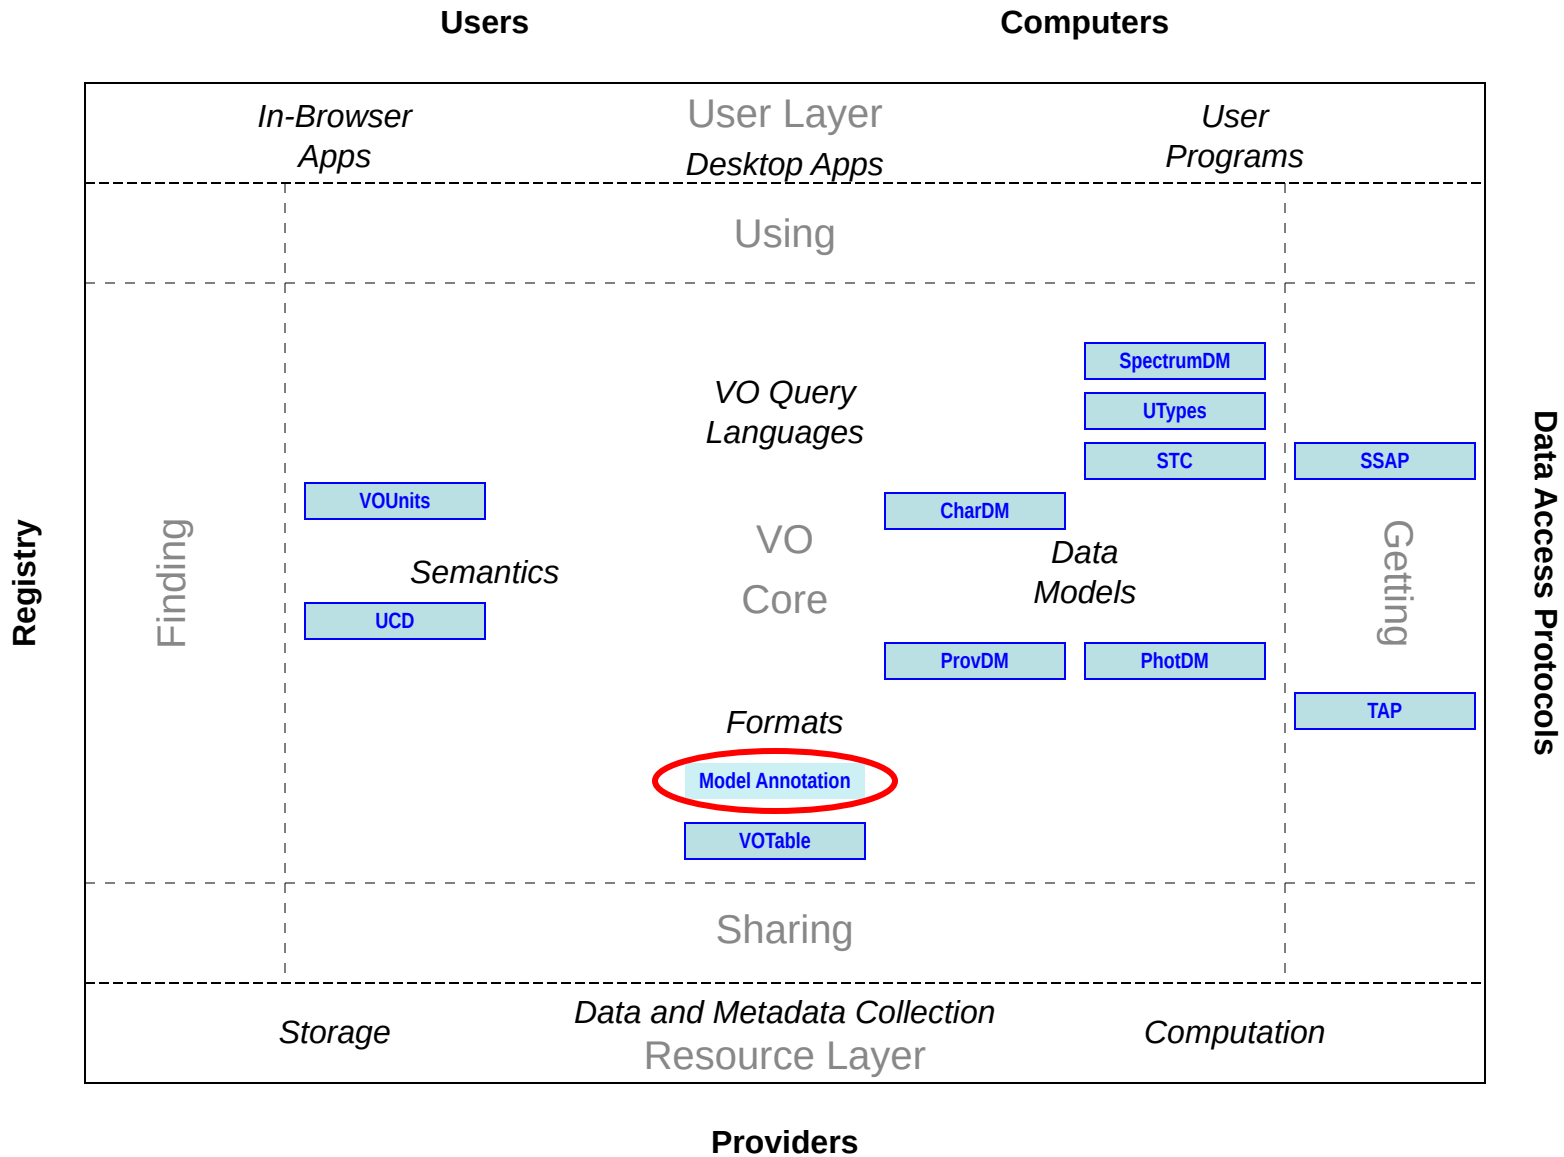 Users
Computers
In-Browser
Apps
User Layer
Desktop Apps
User
Programs
Using
SpectrumDM
VO Query
Languages
UTypes
STC
SSAP
VOUnits
CharDM
Registry
Finding
Semantics
VO
Core
Data
Models
Getting
Data Access Protocols
UCD
ProvDM
PhotDM
TAP
Formats
Model Annotation
VOTable
Sharing
Storage
Data and Metadata Collection
Resource Layer
Computation
Providers